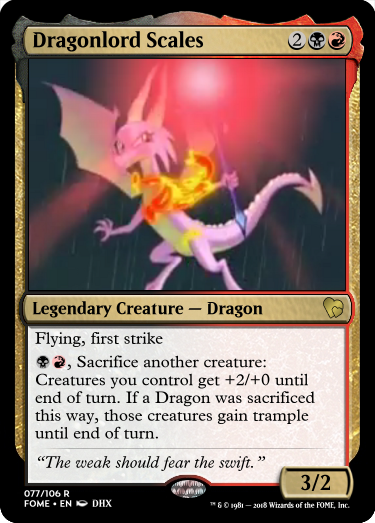 Dragonlord Scales 2
Legendary Creature — Dragon
Flying, first strike
, Sacrifice another creature:
Creatures you control get +2/+0 until
end of turn. If a Dragon was sacrificed
this way, those creatures gain trample
until end of turn.
“The weak should fear the swift.”
3/2
077/106 R
FOME • EN DHX
™ & © 1981 — 2018 Wizards of the FOME, Inc.